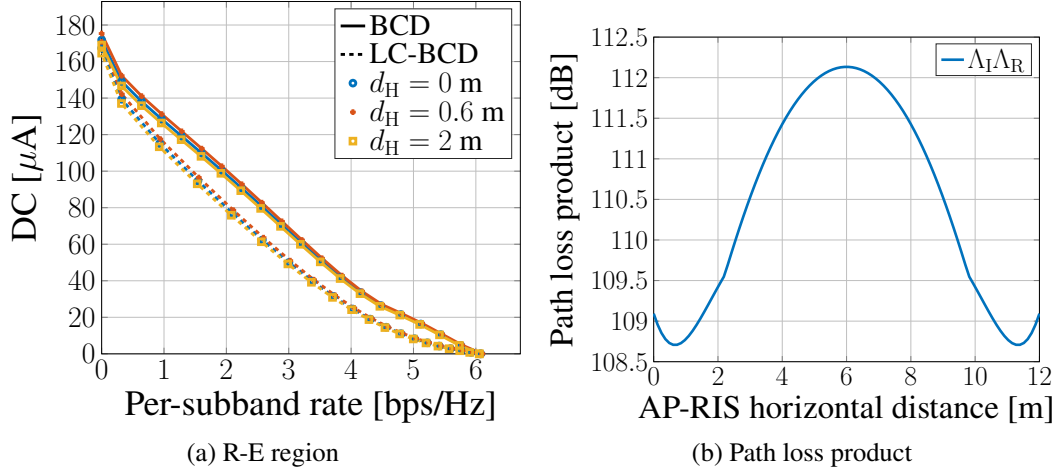 180
160
140
120
100
80
60
40
20
0
DC [μA]
0 1 2 3 4 5 6
Per-subband rate [bps/Hz]
BCD
LC-BCD
d_H = 0 m
d_H = 0.6 m
d_H = 2 m
(a) R-E region
112.5
112
111.5
111
110.5
110
109.5
109
108.5
Path loss product [dB]
0 2 4 6 8 10 12
AP-RIS horizontal distance [m]
Λ_IΛ_R
(b) Path loss product